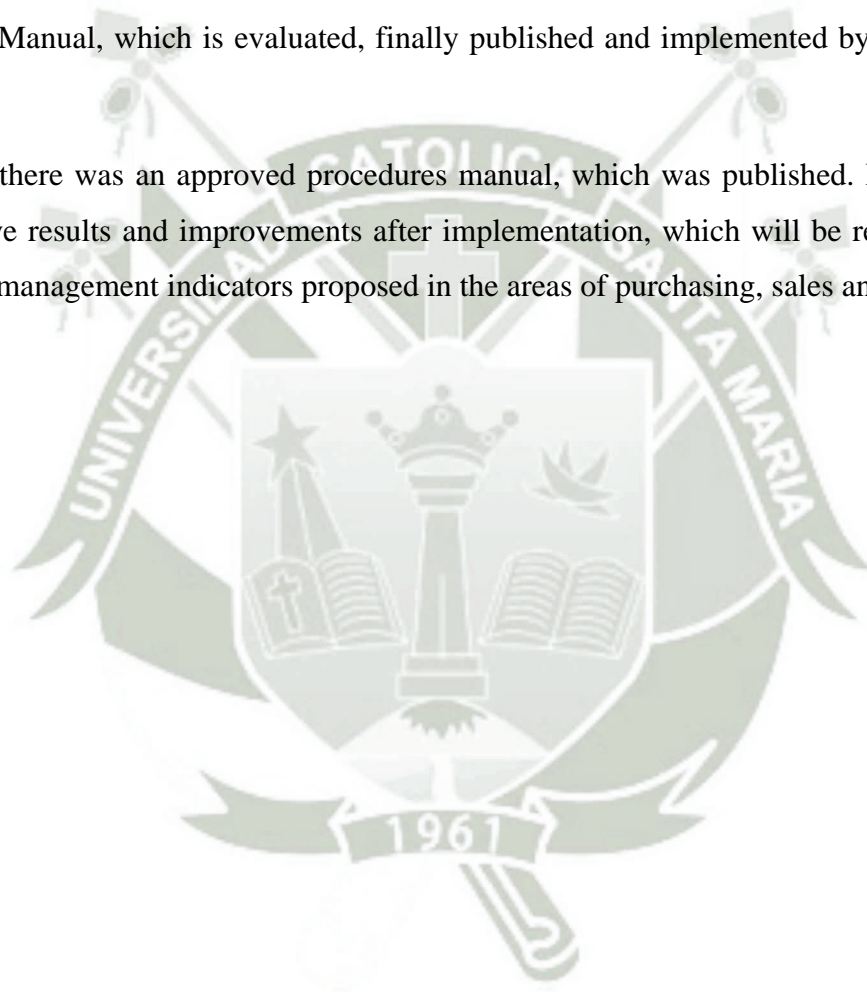 Manual, which is evaluated, finally published and implemented by
there was an approved procedures manual, which was published.
results and improvements after implementation, which will be
management indicators proposed in the areas of purchasing, sales
UNIVERSIDAD CATOLICA SANTA MARIA
1961